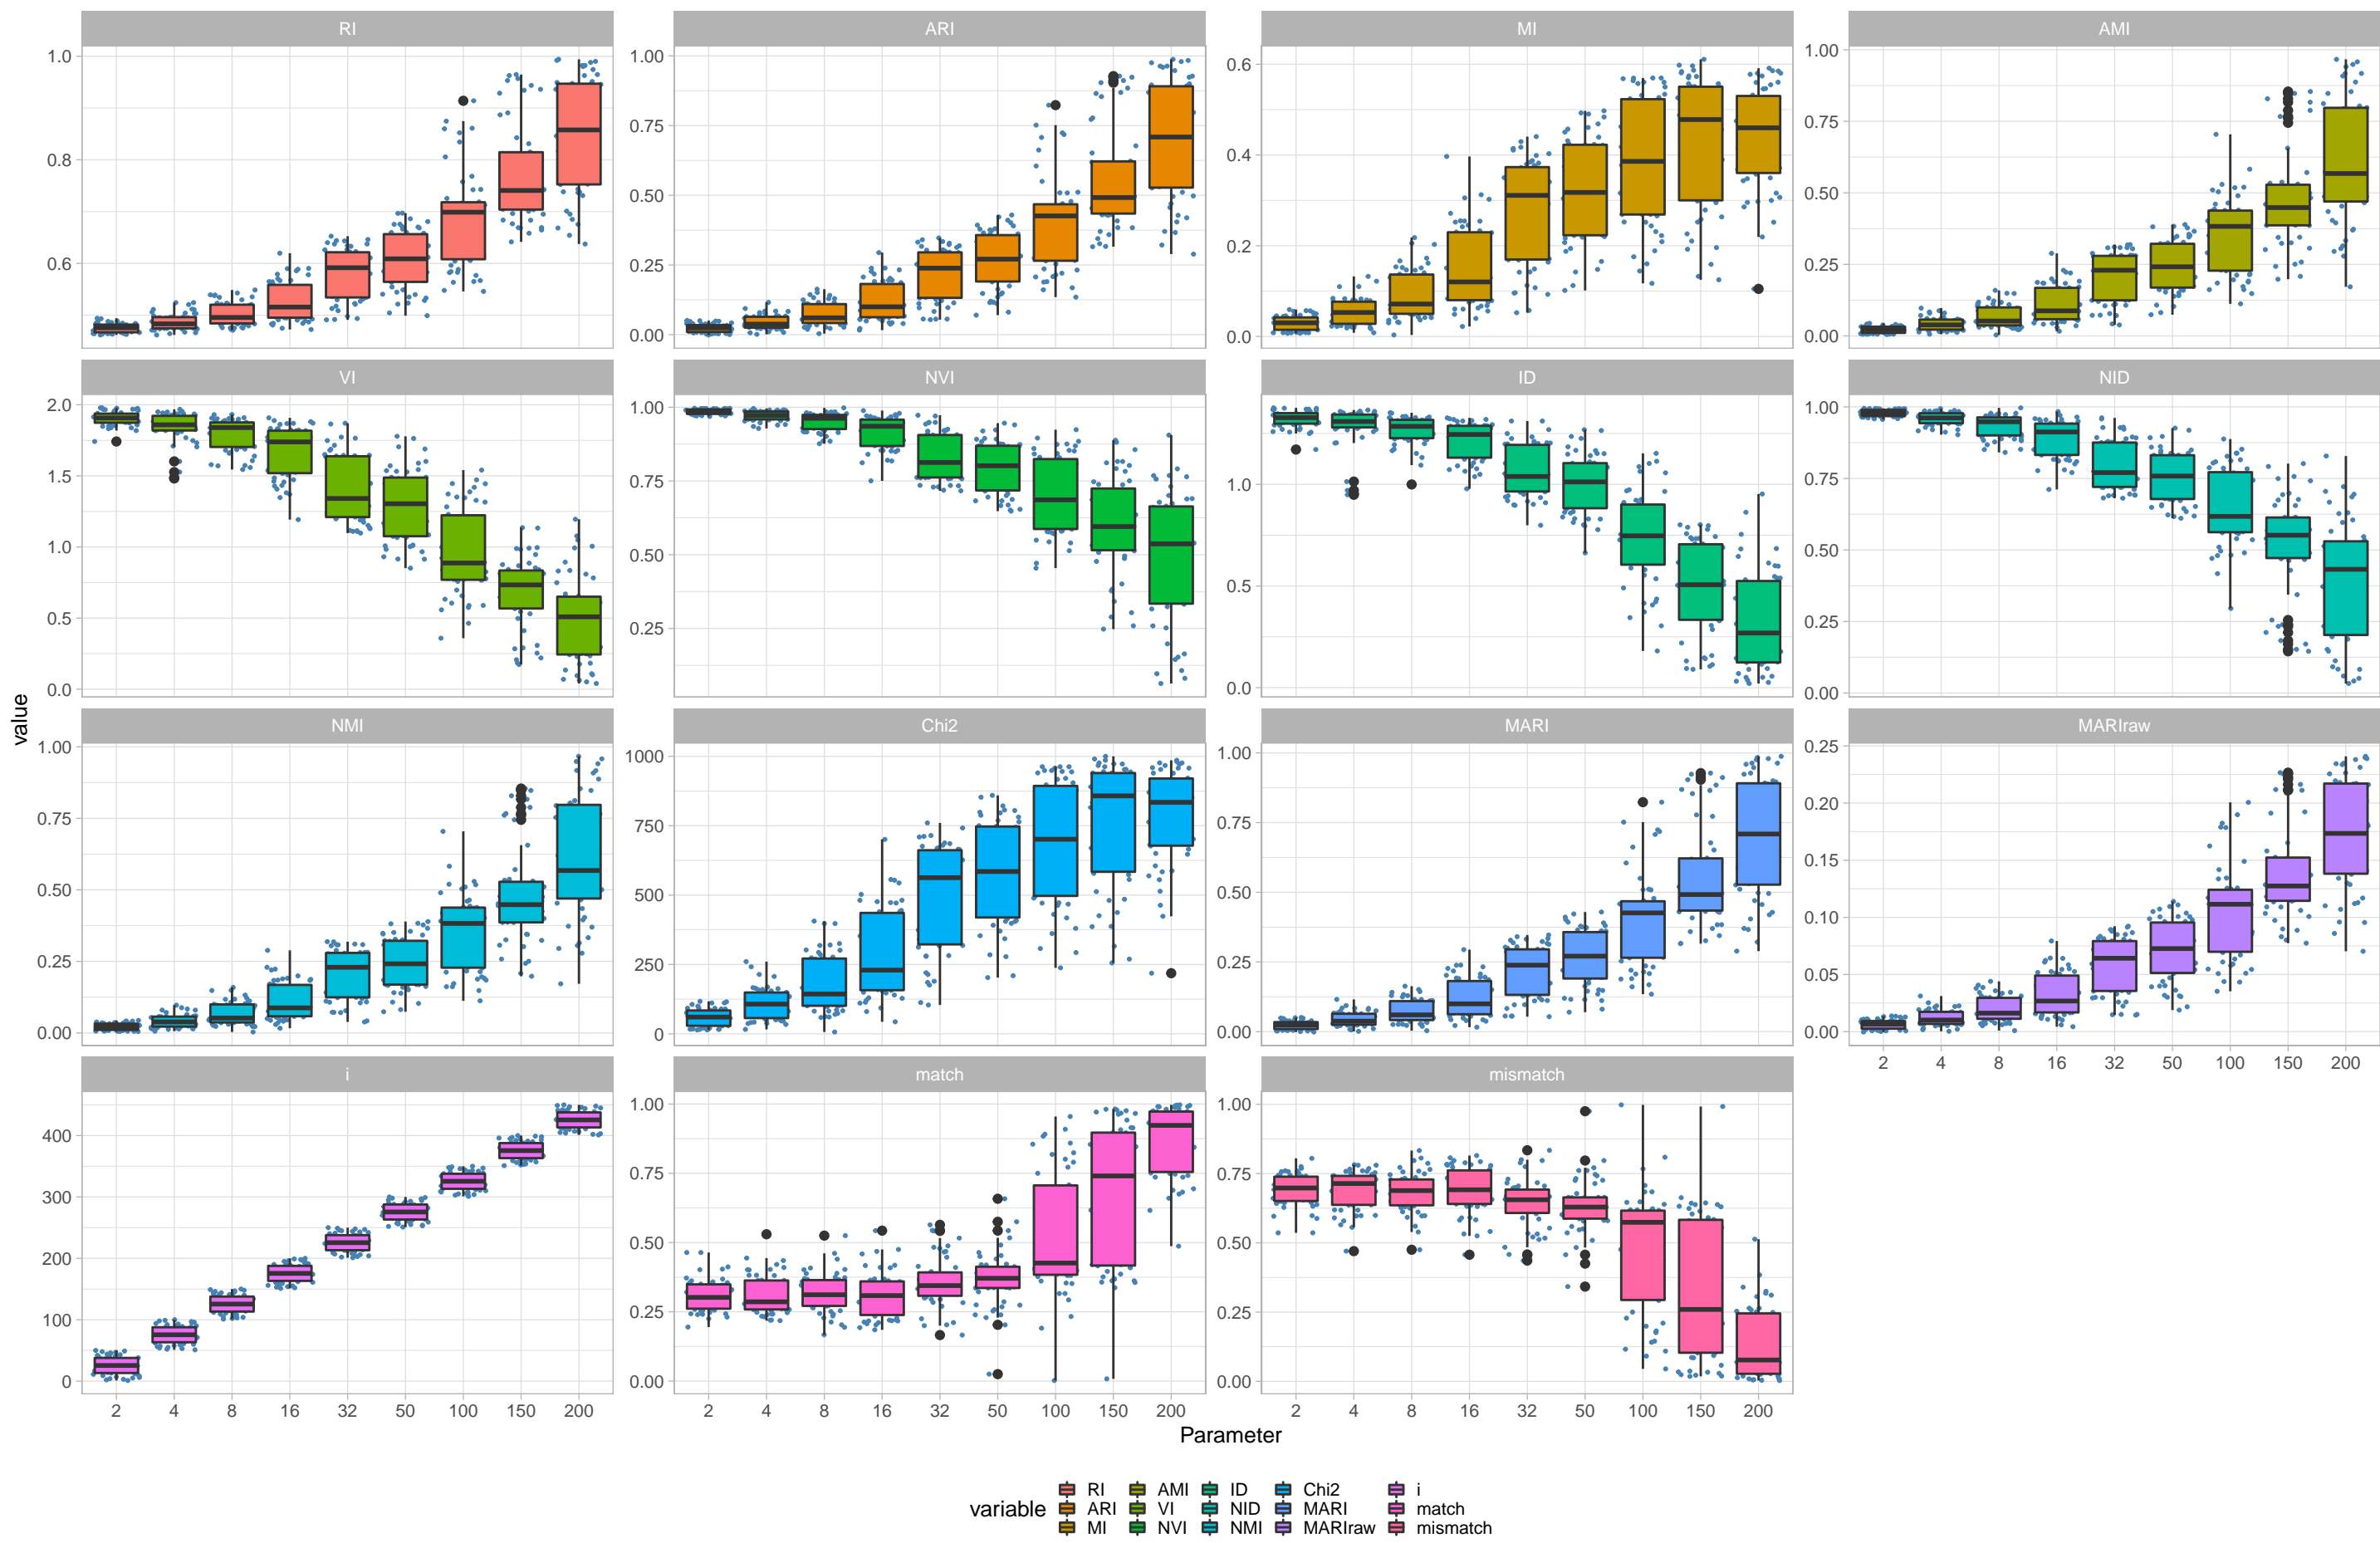 RI ARI MI AMI
1.0 0.8 0.6
1.00 0.75 0.50 0.25 0.00
0.6 0.4 0.2 0.0
1.00 0.75 0.50 0.25 0.00
VI NVI ID NID
2.0 1.5 1.0 0.5 0.0
1.00 0.75 0.50 0.25
1.0 0.5 0.0
1.00 0.75 0.50 0.25 0.00
value
NMI Chi2 MARI MARIraw
1.00 0.75 0.50 0.25 0.00
1000 750 500 250 0
1.00 0.75 0.50 0.25 0.00
0.25 0.20 0.15 0.10 0.05 0.00
2 4 8 16 32 50 100 150 200
i match mismatch
400 300 200 100 0
1.00 0.75 0.50 0.25 0.00
1.00 0.75 0.50 0.25 0.00
2 4 8 16 32 50 100 150 200
2 4 8 16 32 50 100 150 200
2 4 8 16 32 50 100 150 200
Parameter
variable
RI AMI ID Chi2 i
ARI VI NID MARI match
MI NVI NMI MARIraw mismatch